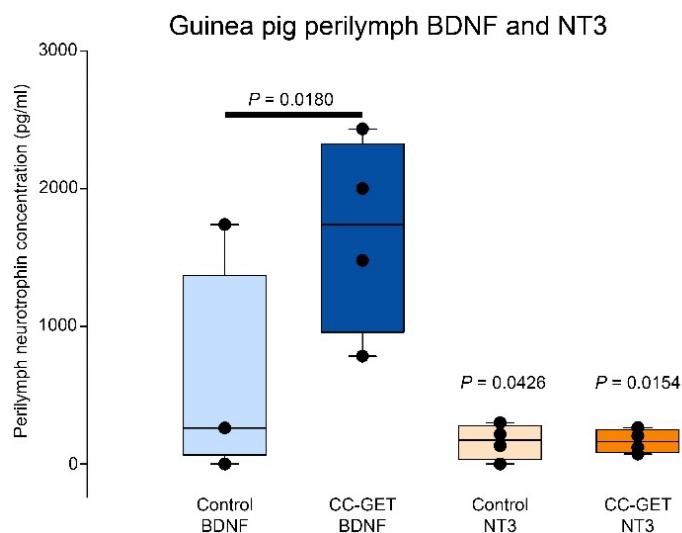 Guinea pig perilymph BDNF and NT3
Perilymph neurotrophin concentration (pg/ml)
3000
2000
1000
0
P = 0.0180
P = 0.0426
P = 0.0154
Control
BDNF
CC-GET
BDNF
Control
NT3
CC-GET
NT3